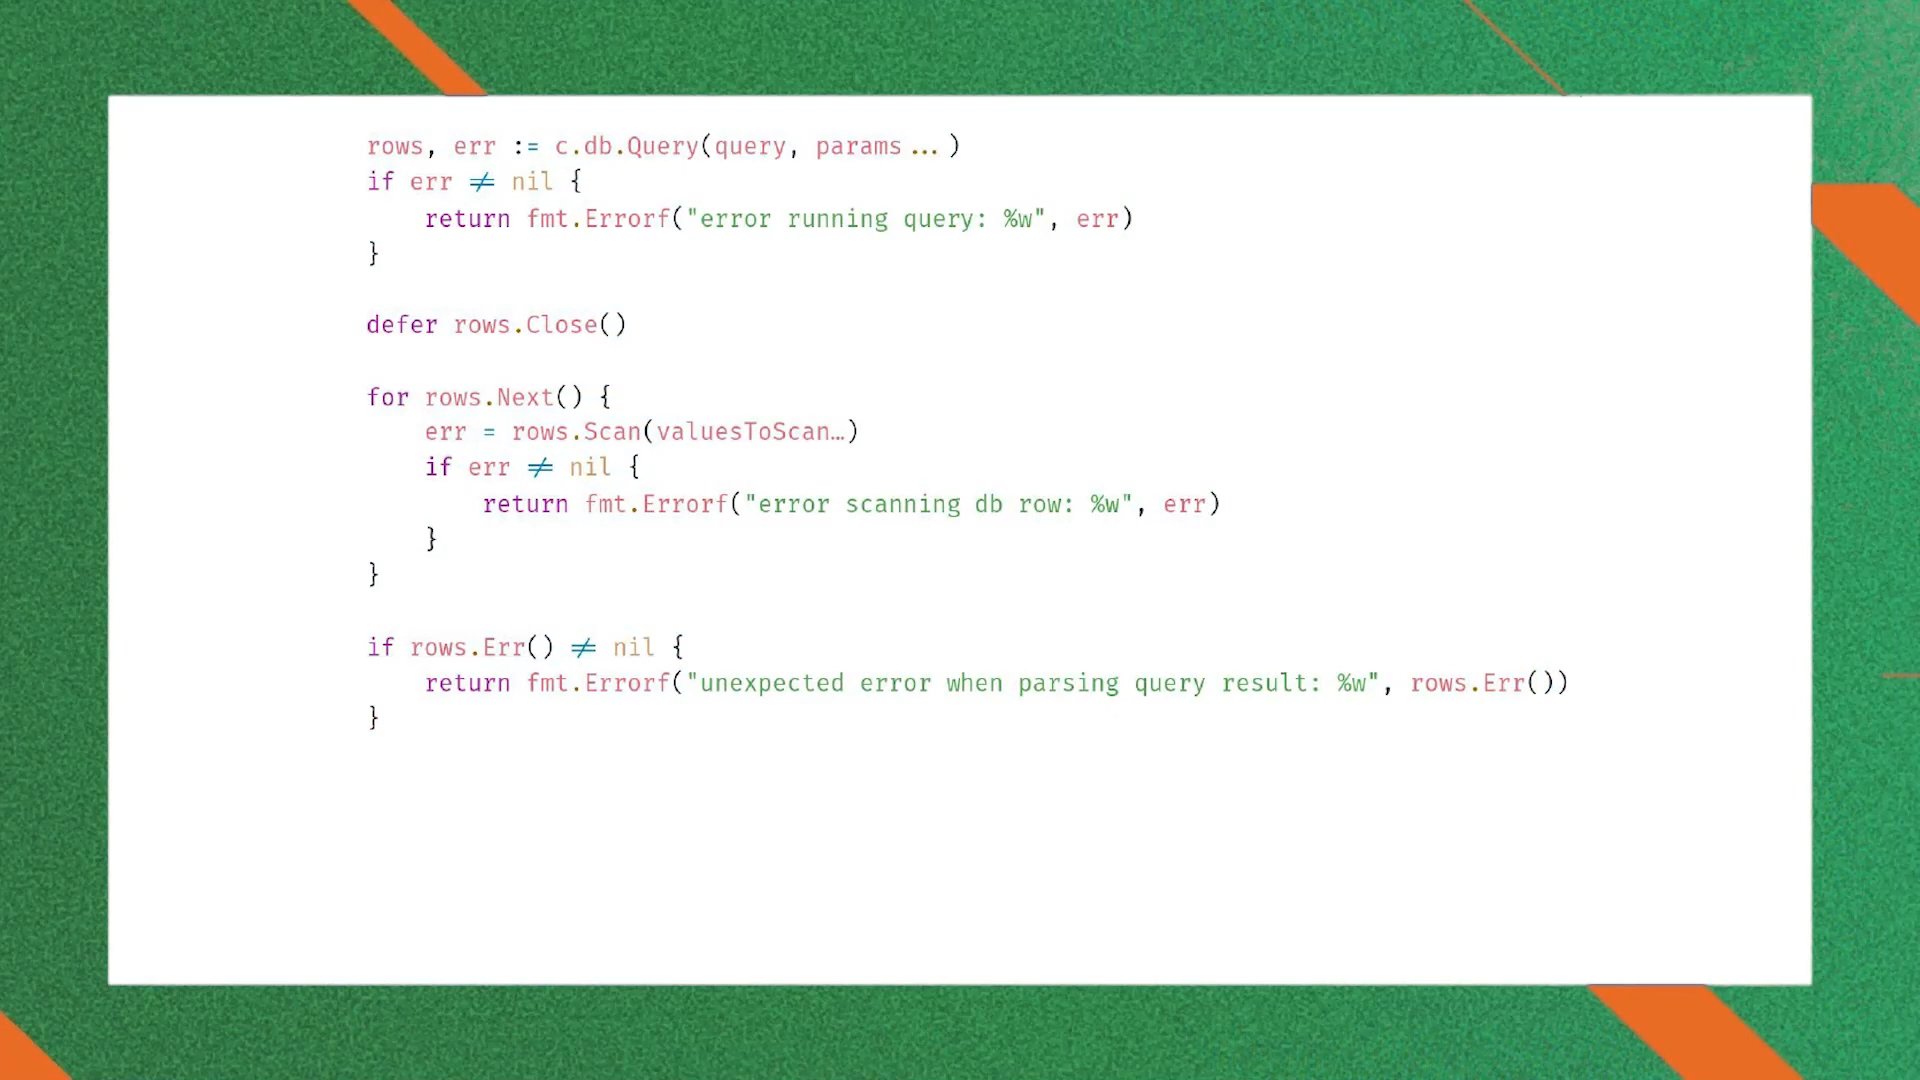 rows, err := c.db.Query(query, params...)
if err ≠ nil {
    return fmt.Errorf("error running query: %w", err)
}
defer rows.Close()
for rows.Next() {
    err = rows.Scan(valuesToScan…)
    if err ≠ nil {
        return fmt.Errorf("error scanning db row: %w", err)
    }
}
if rows.Err() ≠ nil {
    return fmt.Errorf("unexpected error when parsing query result: %w", rows.Err())
}